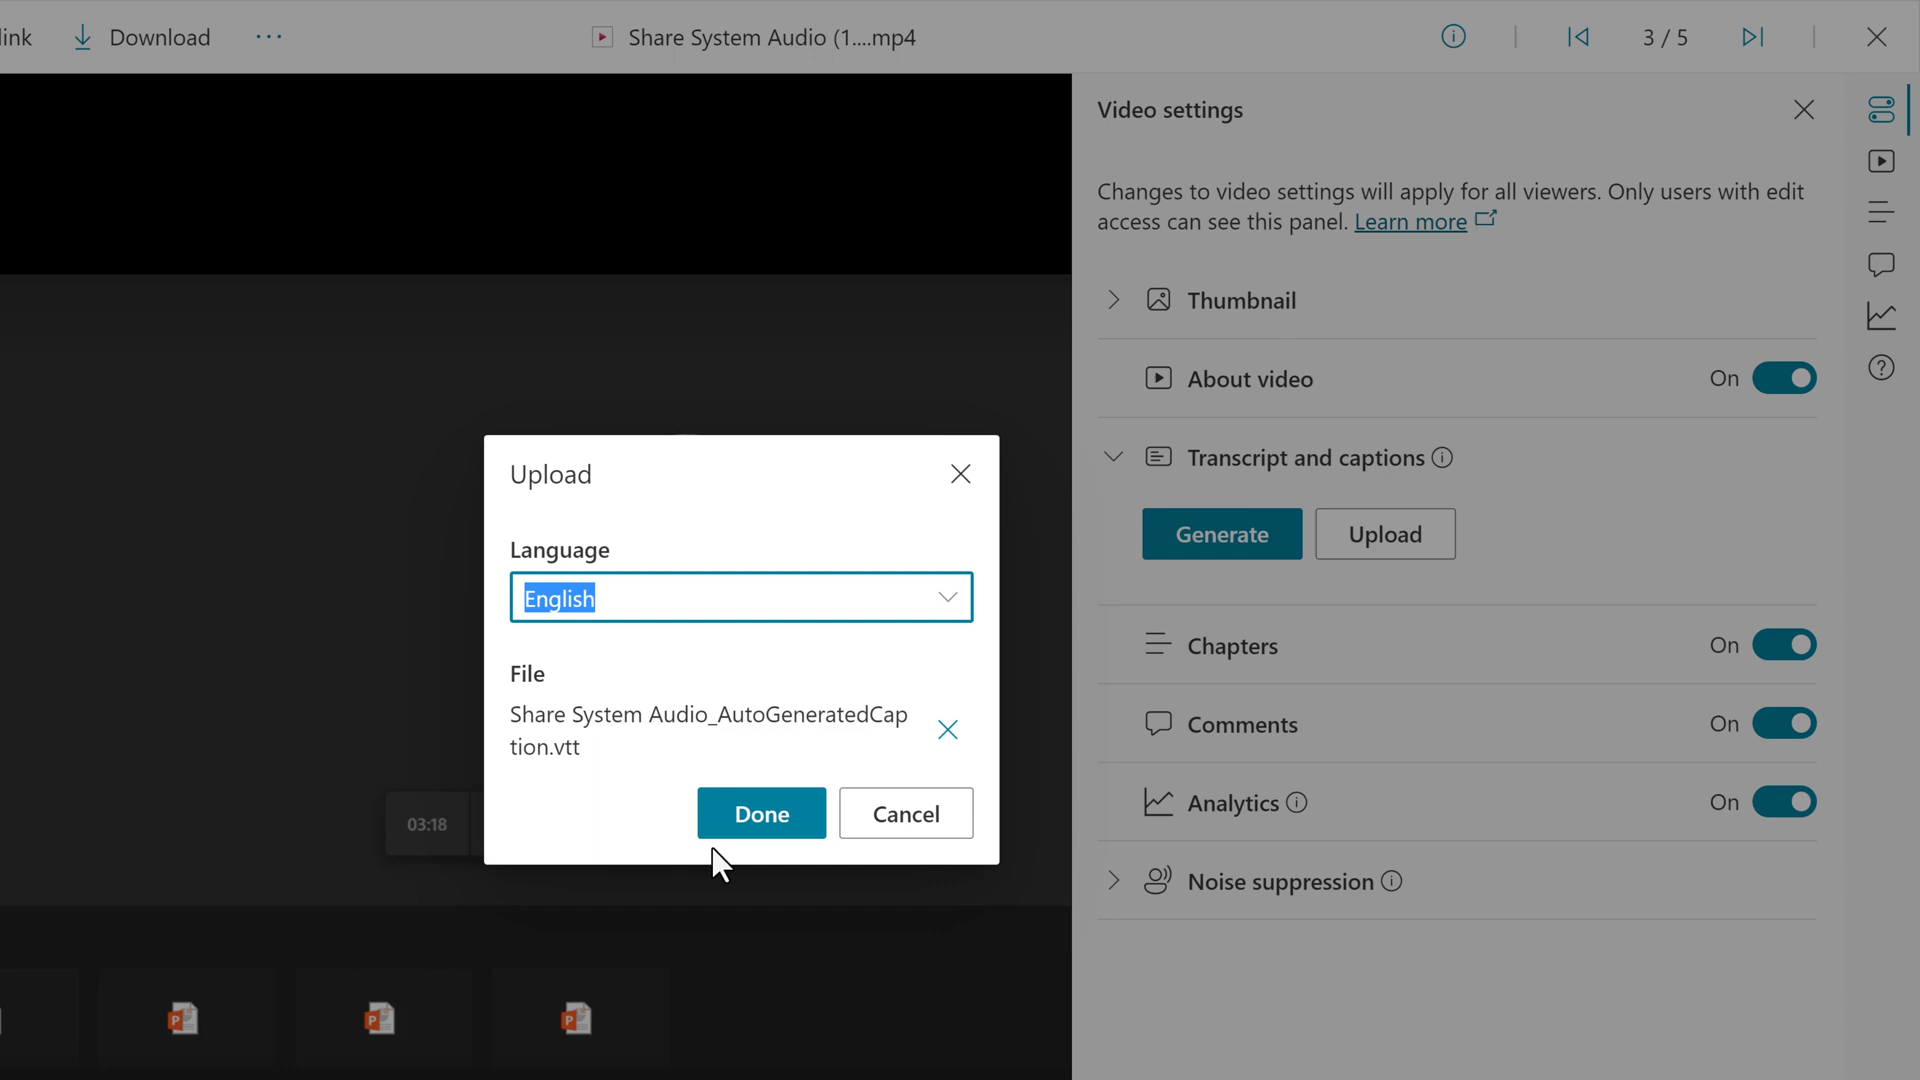 link Download ··· Share System Audio (1....mp4 3 / 5
Video settings
Changes to video settings will apply for all viewers. Only users with edit
access can see this panel. Learn more
Thumbnail
About video On
Transcript and captions
Generate Upload
Chapters On
Comments On
Analytics On
Noise suppression
Upload
Language
English
File
Share System Audio_AutoGeneratedCap
tion.vtt
Done Cancel
03:18
P P P